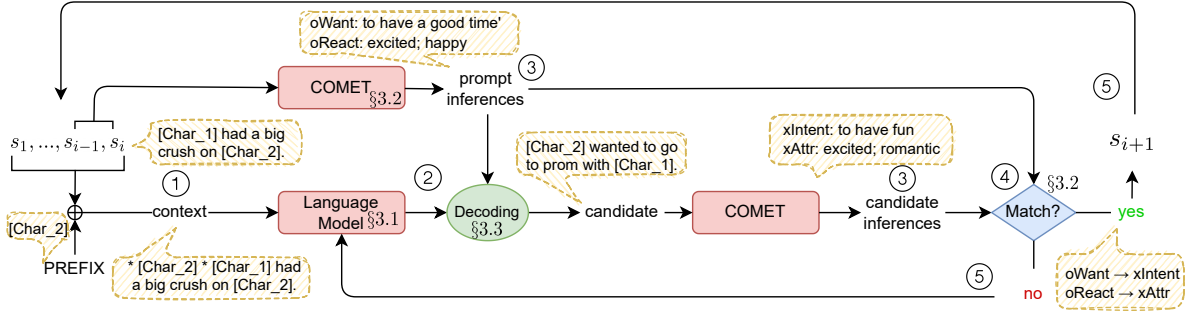 oWant: to have a good time'
oReact: excited; happy
③
⑤
COMET
§3.2
prompt
inferences
s₁, ..., sᵢ₋₁, sᵢ
[Char_1] had a big
crush on [Char_2].
[Char_2] wanted to go
to prom with [Char_1].
xIntent: to have fun
xAttr: excited; romantic
sᵢ₊₁
①
②
③
④
§3.2
[Char_2]
⊕
context
Language
Model
§3.1
Decoding
§3.3
candidate
COMET
candidate
inferences
Match?
yes
PREFIX
* [Char_2] * [Char_1] had
a big crush on [Char_2].
⑤
no
oWant → xIntent
oReact → xAttr